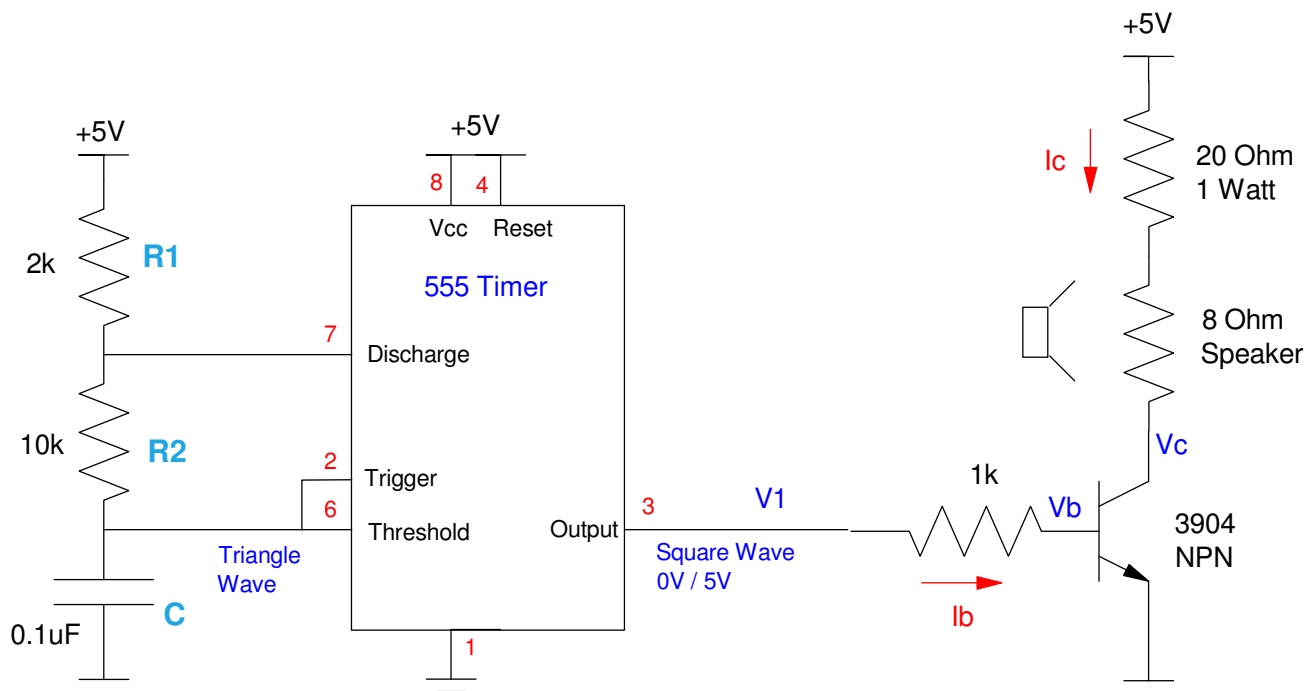 +5V
+5V
+5V
8
4
Ic
20 Ohm
1 Watt
Vcc
Reset
R1
2k
555 Timer
7
Discharge
8 Ohm
Speaker
10k
R2
2
Trigger
6
Threshold
Vc
1k
V1
Vb
3
Output
3904
NPN
Triangle
Wave
Square Wave
0V / 5V
C
0.1uF
Ib
1